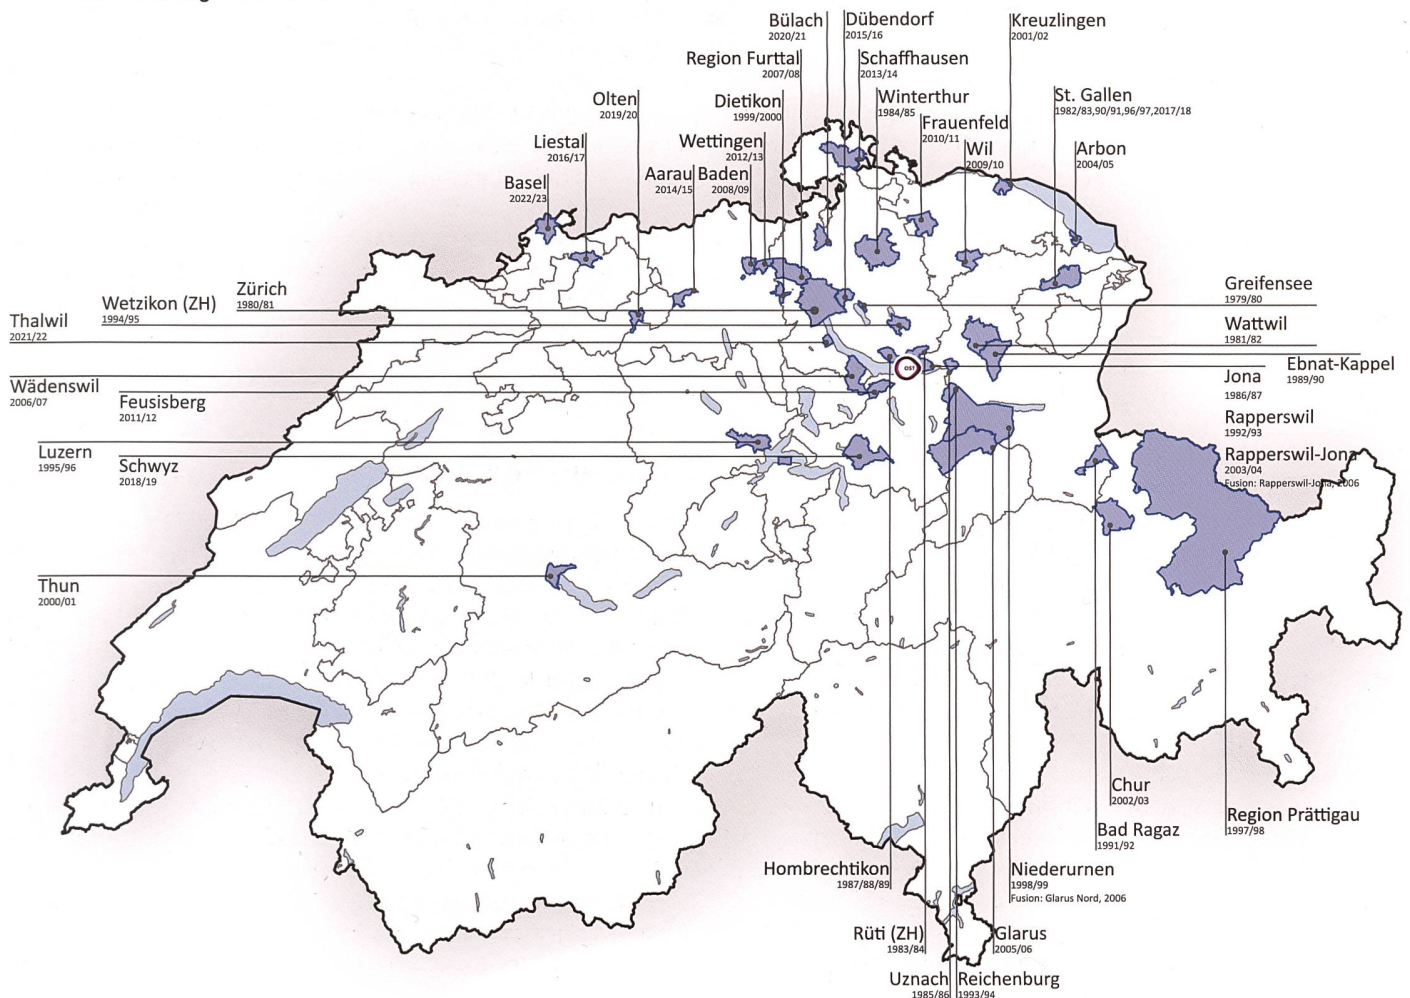 Bülach
2020/21
Dübendorf
2015/16
Kreuzlingen
2001/02
Region Furttal
2007/08
Schaffhausen
2013/14
Olten
2019/20
Dietikon
1999/2000
Winterthur
1984/85
St. Gallen
1982/83,90/91,96/97,2017/18
Liestal
2016/17
Wettingen
2012/13
Frauenfeld
2010/11
Wil
2009/10
Arbon
2004/05
Basel
2022/23
Aarau
2014/15
Baden
2008/09
Zürich
1980/81
Wetzikon (ZH)
1994/95
Thalwil
2021/22
Greifensee
1979/80
Wattwil
1981/82
Ebnat-Kappel
1989/90
OST
Wädenswil
2006/07
Feusisberg
2011/12
Jona
1986/87
Rapperswil
1992/93
Luzern
1995/96
Schwyz
2018/19
Rapperswil-Jona
2003/04
Fusion: Rapperswil-Jona, 2006
Thun
2000/01
Chur
2002/03
Region Prättigau
1997/98
Bad Ragaz
1991/92
Hombrechtikon
1987/88/89
Niederurnen
1998/99
Fusion: Glarus Nord, 2006
Rüti (ZH)
1983/84
Glarus
2005/06
Uznach
1985/86
Reichenburg
1993/94